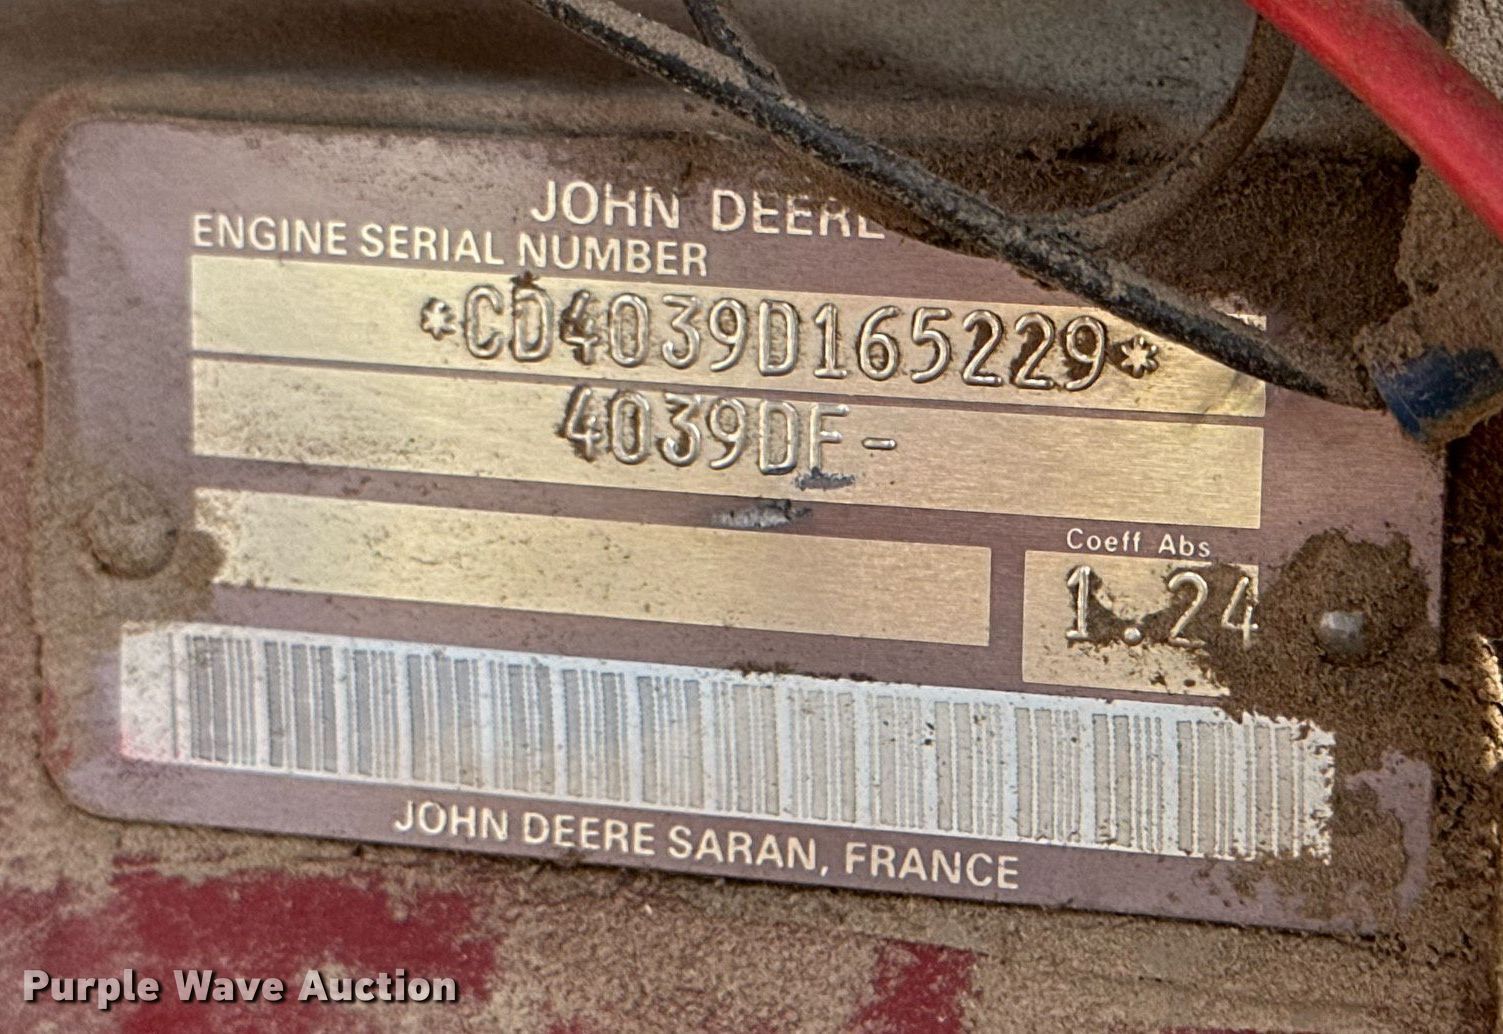 JOHN DEERE
ENGINE SERIAL NUMBER
*CD4039D165229*
4039DF-
Coeff Abs
1.24
JOHN DEERE SARAN, FRANCE
Purple Wave Auction